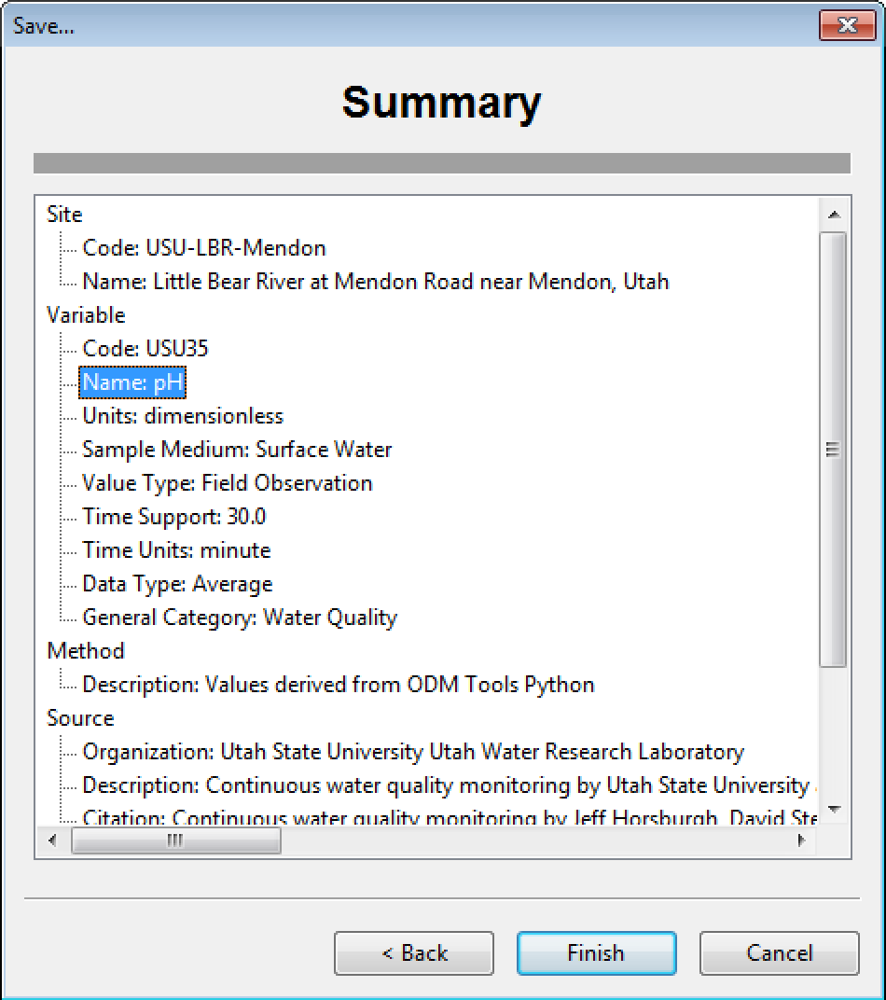 Save...
Summary
Site
Code: USU-LBR-Mendon
Name: Little Bear River at Mendon Road near Mendon, Utah
Variable
Code: USU35
Name: pH
Units: dimensionless
Sample Medium: Surface Water
Value Type: Field Observation
Time Support: 30.0
Time Units: minute
Data Type: Average
General Category: Water Quality
Method
Description: Values derived from ODM Tools Python
Source
Organization: Utah State University Utah Water Research Laboratory
Description: Continuous water quality monitoring by Utah State University
Citation: Continuous water quality monitoring by Jeff Horsburgh, David Ste
< Back
Finish
Cancel